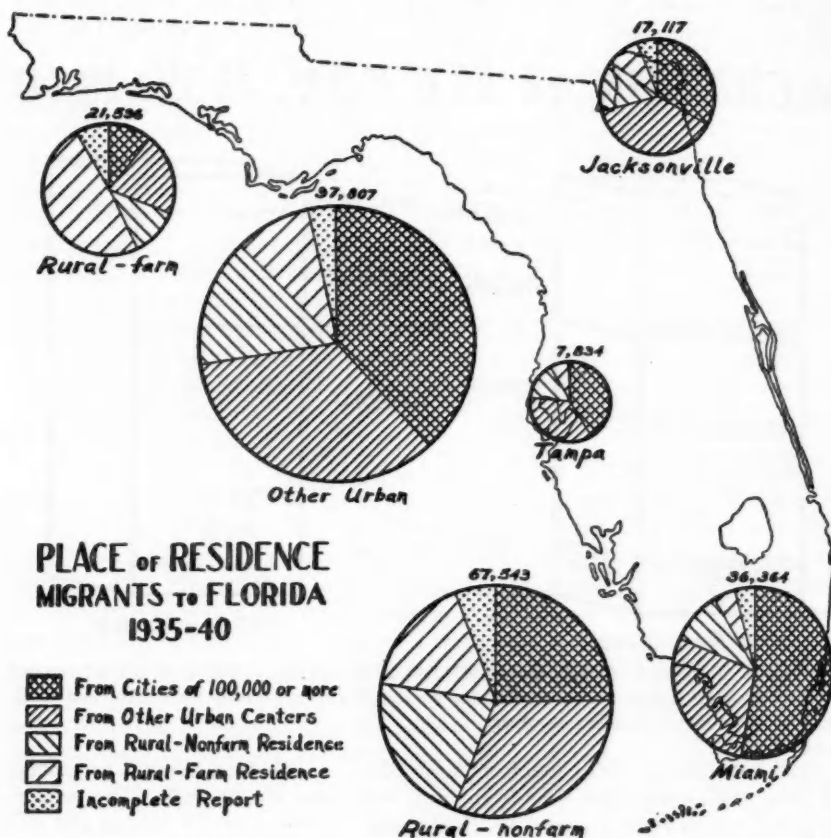 17,117
Jacksonville
21,596
Rural-farm
97,807
Other Urban
7,834
Tampa
PLACE OF RESIDENCE
MIGRANTS TO FLORIDA
1935-40
From Cities of 100,000 or more
From Other Urban Centers
From Rural-Nonfarm Residence
From Rural-Farm Residence
Incomplete Report
67,543
Rural-nonfarm
36,364
Miami